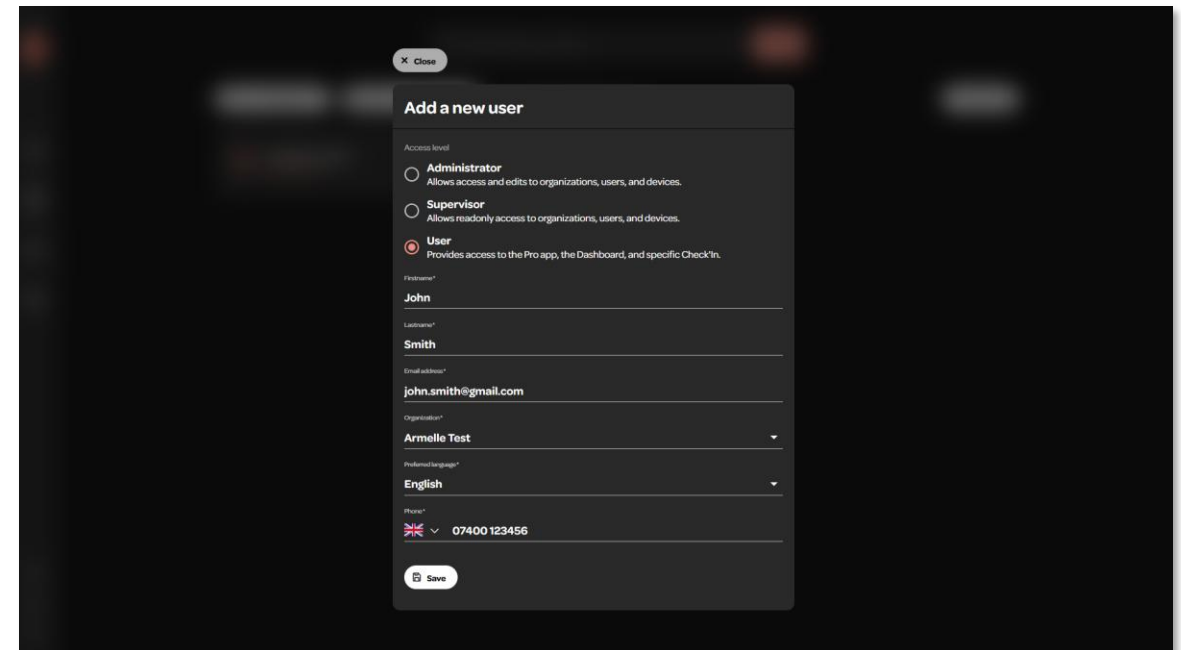 × Close
Add a new user
Access level
Administrator
Allows access and edits to organizations, users, and devices.
Supervisor
Allows readonly access to organizations, users, and devices.
User
Provides access to the Pro app, the Dashboard, and specific Check'In.
Firstname*
John
Lastname*
Smith
Email address*
john.smith@gmail.com
Organization*
Armelle Test
Preferred language*
English
Phone*
07400 123456
Save